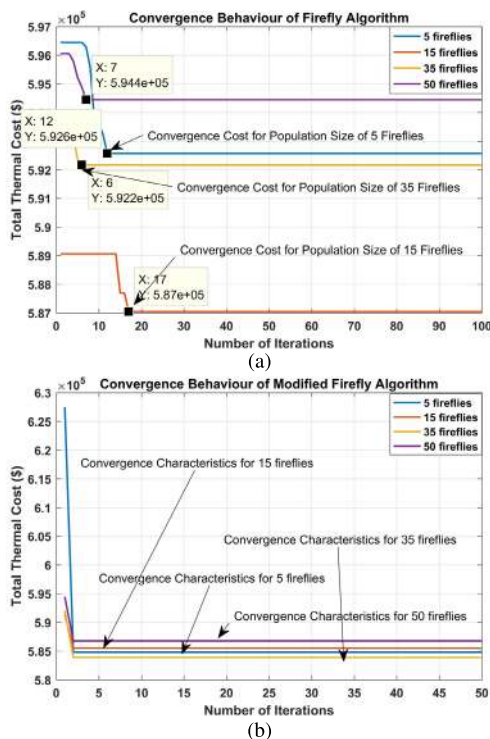 Convergence Behaviour of Firefly Algorithm
×10⁵
5.97
5.96
5.95
5.94
5.93
5.92
5.91
5.9
5.89
5.88
5.87
Total Thermal Cost ($)
5 fireflies
15 fireflies
35 fireflies
50 fireflies
X: 7
Y: 5.944e+05
X: 12
Y: 5.926e+05
Convergence Cost for Population Size of 5 Fireflies
X: 6
Y: 5.922e+05
Convergence Cost for Population Size of 35 Fireflies
Convergence Cost for Population Size of 15 Fireflies
X: 17
Y: 5.87e+05
0 10 20 30 40 50 60 70 80 90 100
Number of Iterations
(a)
Convergence Behaviour of Modified Firefly Algorithm
×10⁵
6.3
6.25
6.2
6.15
6.1
6.05
6
5.95
5.9
5.85
5.8
Total Thermal Cost ($)
5 fireflies
15 fireflies
35 fireflies
50 fireflies
Convergence Characteristics for 15 fireflies
Convergence Characteristics for 35 fireflies
Convergence Characteristics for 5 fireflies
Convergence Characteristics for 50 fireflies
0 5 10 15 20 25 30 35 40 45 50
Number of Iterations
(b)